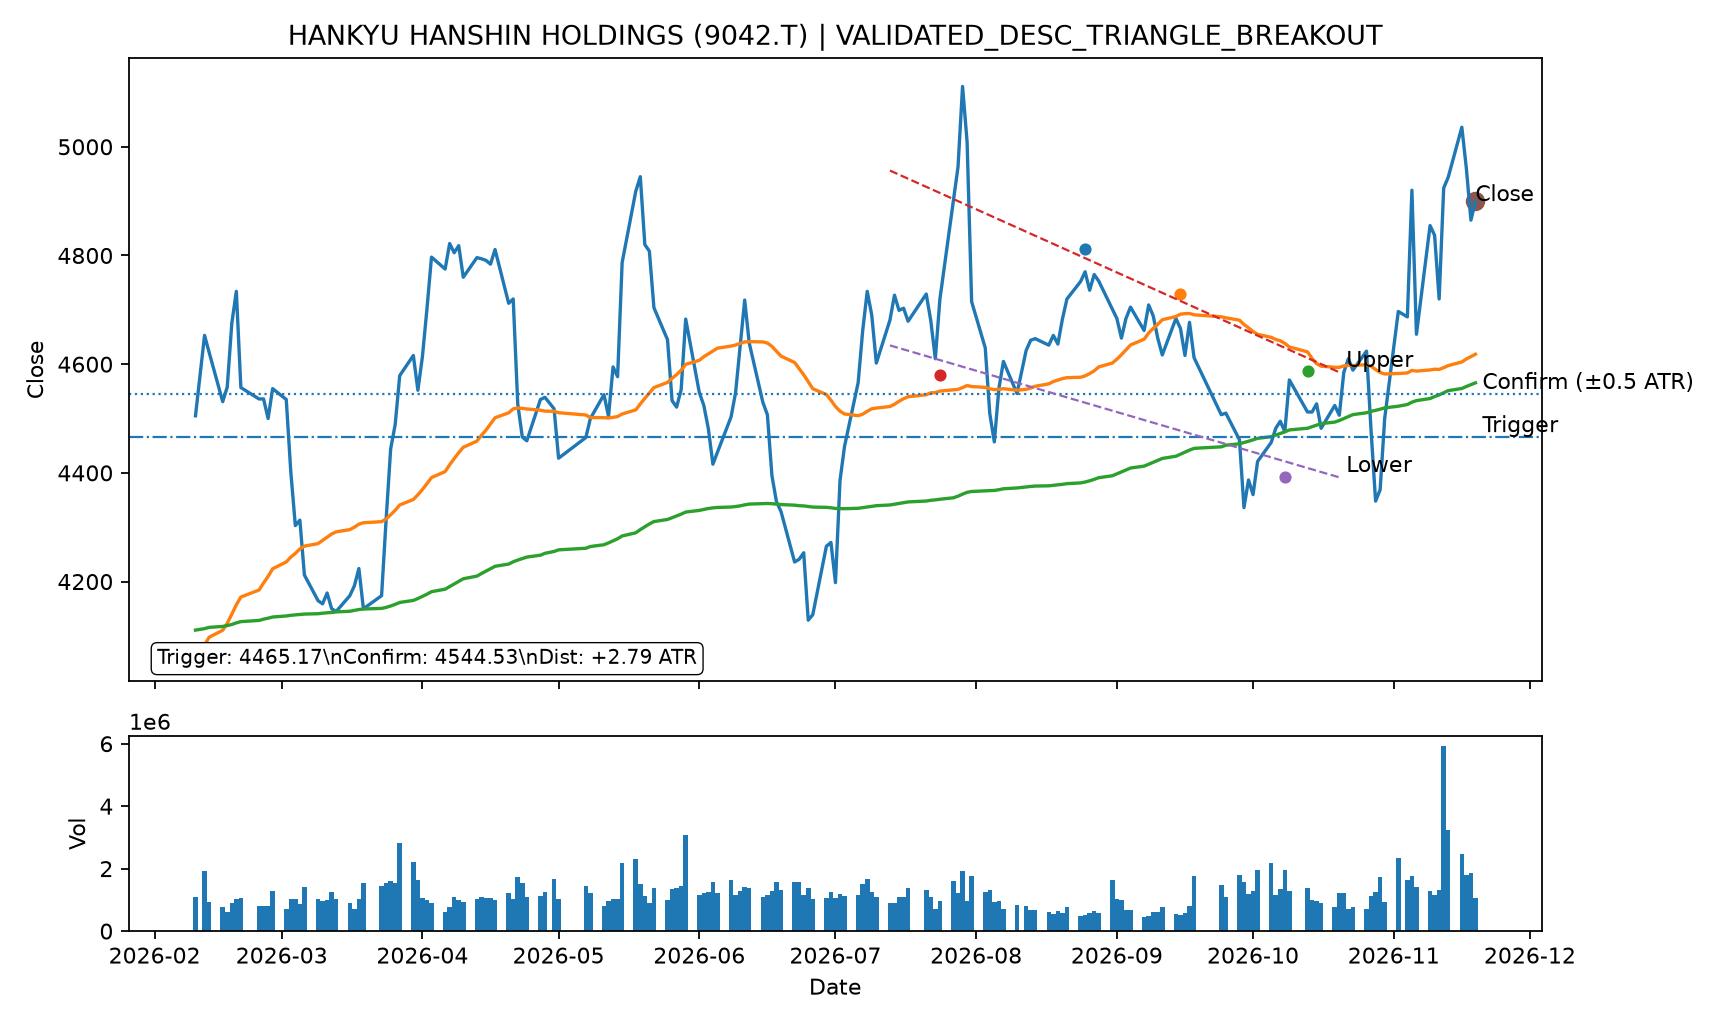 HANKYU HANSHIN HOLDINGS (9042.T) | VALIDATED_DESC_TRIANGLE_BREAKOUT
Close
5000
4800
4600
4400
4200
Close
Upper
Confirm (±0.5 ATR)
Trigger
Lower
Trigger: 4465.17\nConfirm: 4544.53\nDist: +2.79 ATR
1e6
Vol
6
4
2
0
2026-02 2026-03 2026-04 2026-05 2026-06 2026-07 2026-08 2026-09 2026-10 2026-11 2026-12
Date